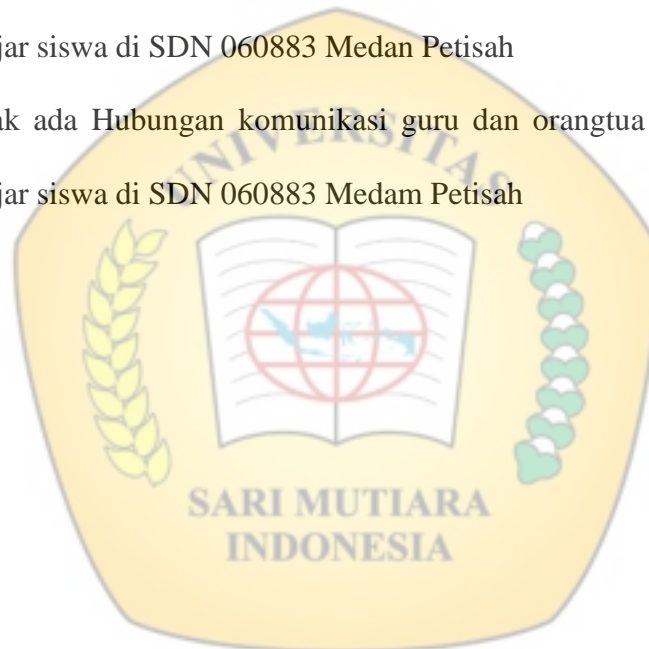 jar siswa di SDN 060883 Medan Petisah
ak ada Hubungan komunikasi guru dan orangtua
jar siswa di SDN 060883 Medam Petisah
UNIVERSITAS
SARI MUTIARA
INDONESIA